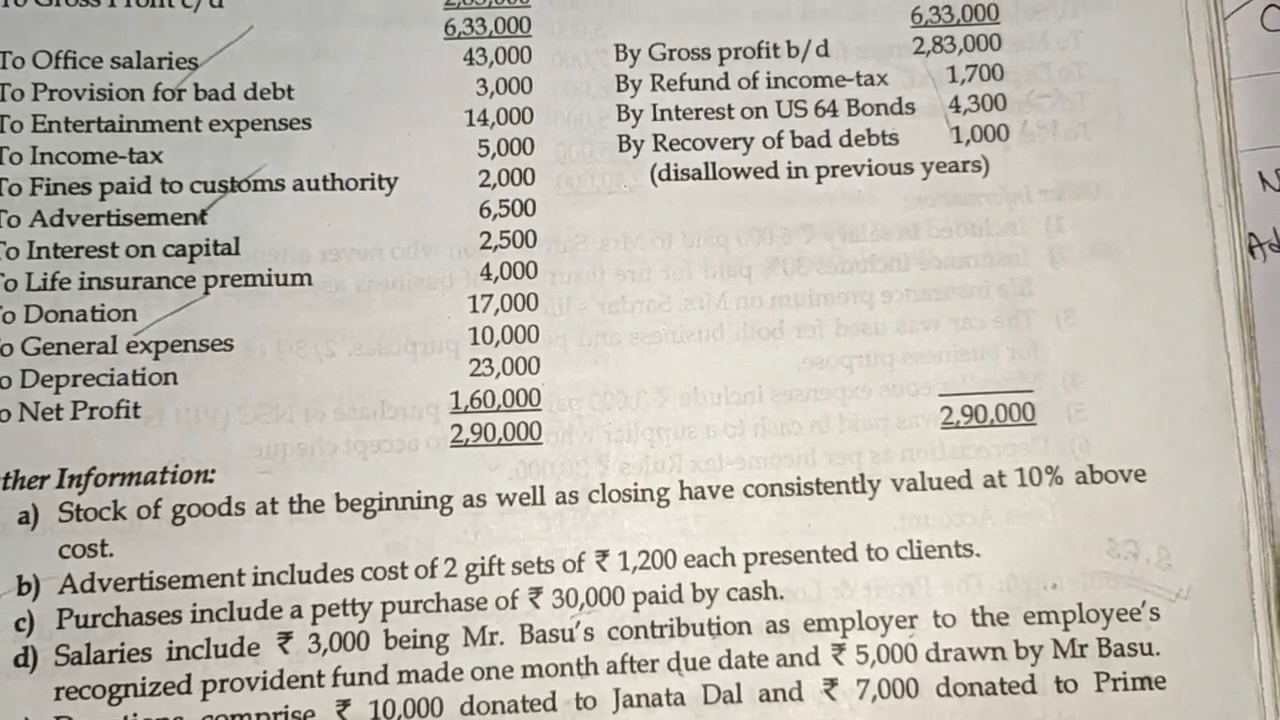 6,33,000 6,33,000
To Office salaries 43,000 By Gross profit b/d 2,83,000
To Provision for bad debt 3,000 By Refund of income-tax 1,700
To Entertainment expenses 14,000 By Interest on US 64 Bonds 4,300
To Income-tax 5,000 By Recovery of bad debts 1,000
To Fines paid to customs authority 2,000 (disallowed in previous years)
To Advertisement 6,500
To Interest on capital 2,500
To Life insurance premium 4,000
To Donation 17,000
To General expenses 10,000
To Depreciation 23,000
To Net Profit 1,60,000
2,90,000 2,90,000
ther Information:
a) Stock of goods at the beginning as well as closing have consistently valued at 10% above
cost.
b) Advertisement includes cost of 2 gift sets of ₹ 1,200 each presented to clients.
c) Purchases include a petty purchase of ₹ 30,000 paid by cash.
d) Salaries include ₹ 3,000 being Mr. Basu's contribution as employer to the employee's
recognized provident fund made one month after due date and ₹ 5,000 drawn by Mr Basu.
comprise ₹ 10,000 donated to Janata Dal and ₹ 7,000 donated to Prime